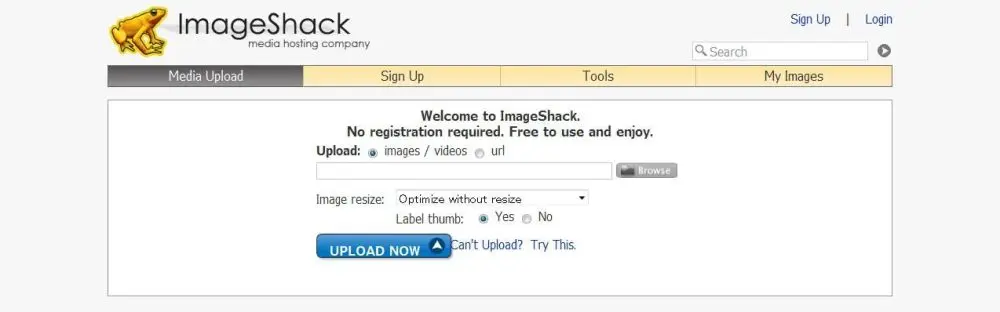 ImageShack
media hosting company
Sign Up | Login
Search
Media Upload Sign Up Tools My Images
Welcome to ImageShack.
No registration required. Free to use and enjoy.
Upload: images / videos url
Browse
Image resize: Optimize without resize
Label thumb: Yes No
UPLOAD NOW Can't Upload? Try This.